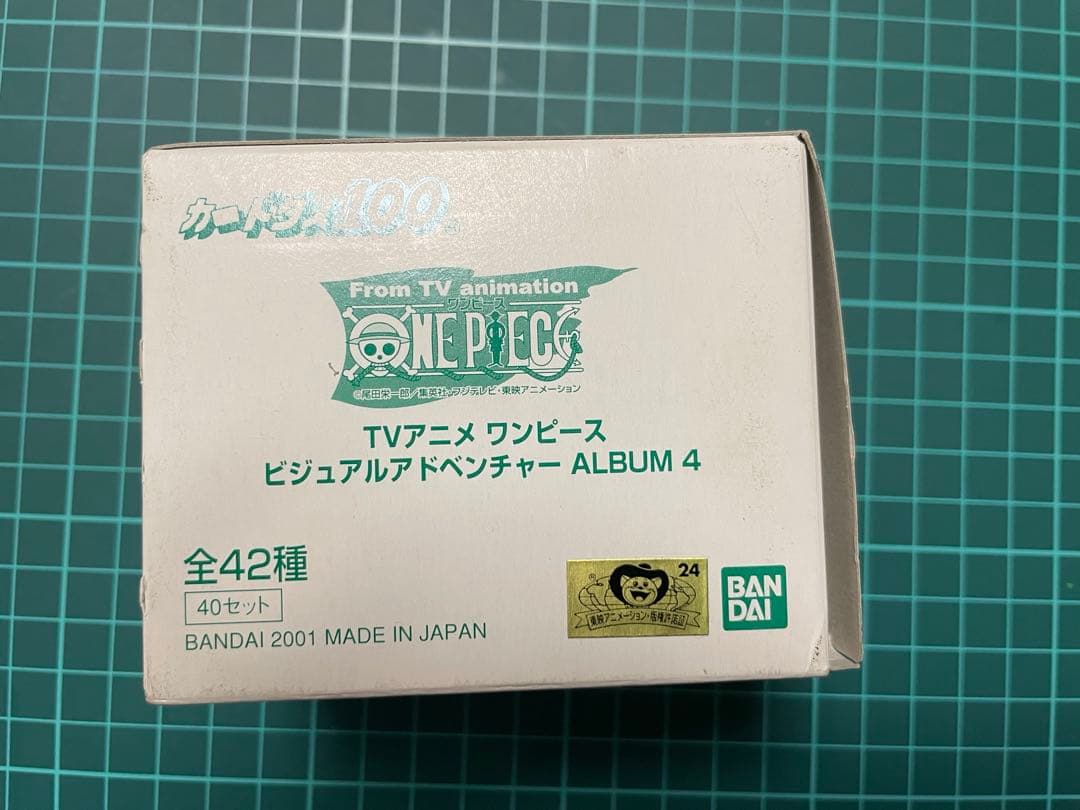 カードダス100
From TV animation
ワンピース
ONE PIECE
©尾田栄一郎/集英社・フジテレビ・東映アニメーション
TVアニメ ワンピース
ビジュアルアドベンチャー ALBUM 4
全42種
40セット
BANDAI 2001 MADE IN JAPAN
24
東映アニメーション・版権許諾証
BAN
DAI